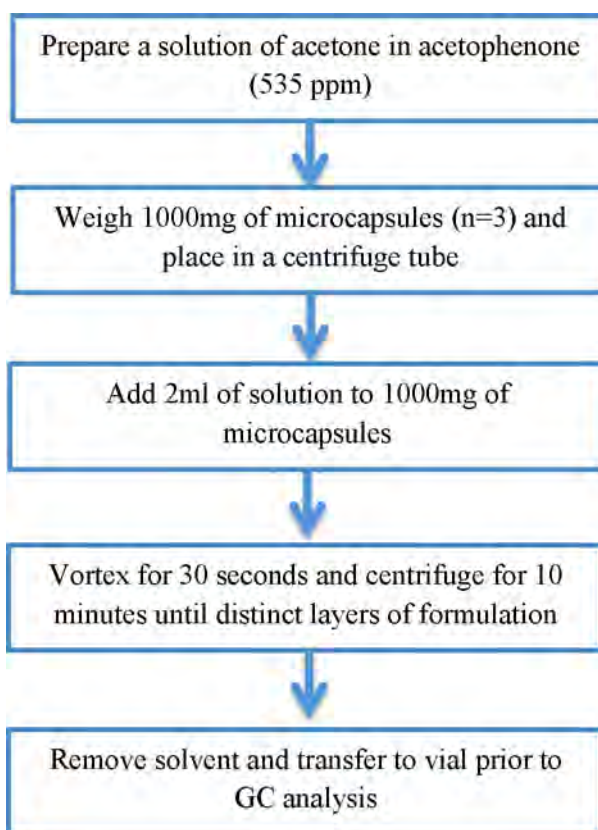 Prepare a solution of acetone in acetophenone
(535 ppm)
Weigh 1000mg of microcapsules (n=3) and
place in a centrifuge tube
Add 2ml of solution to 1000mg of
microcapsules
Vortex for 30 seconds and centrifuge for 10
minutes until distinct layers of formulation
Remove solvent and transfer to vial prior to
GC analysis